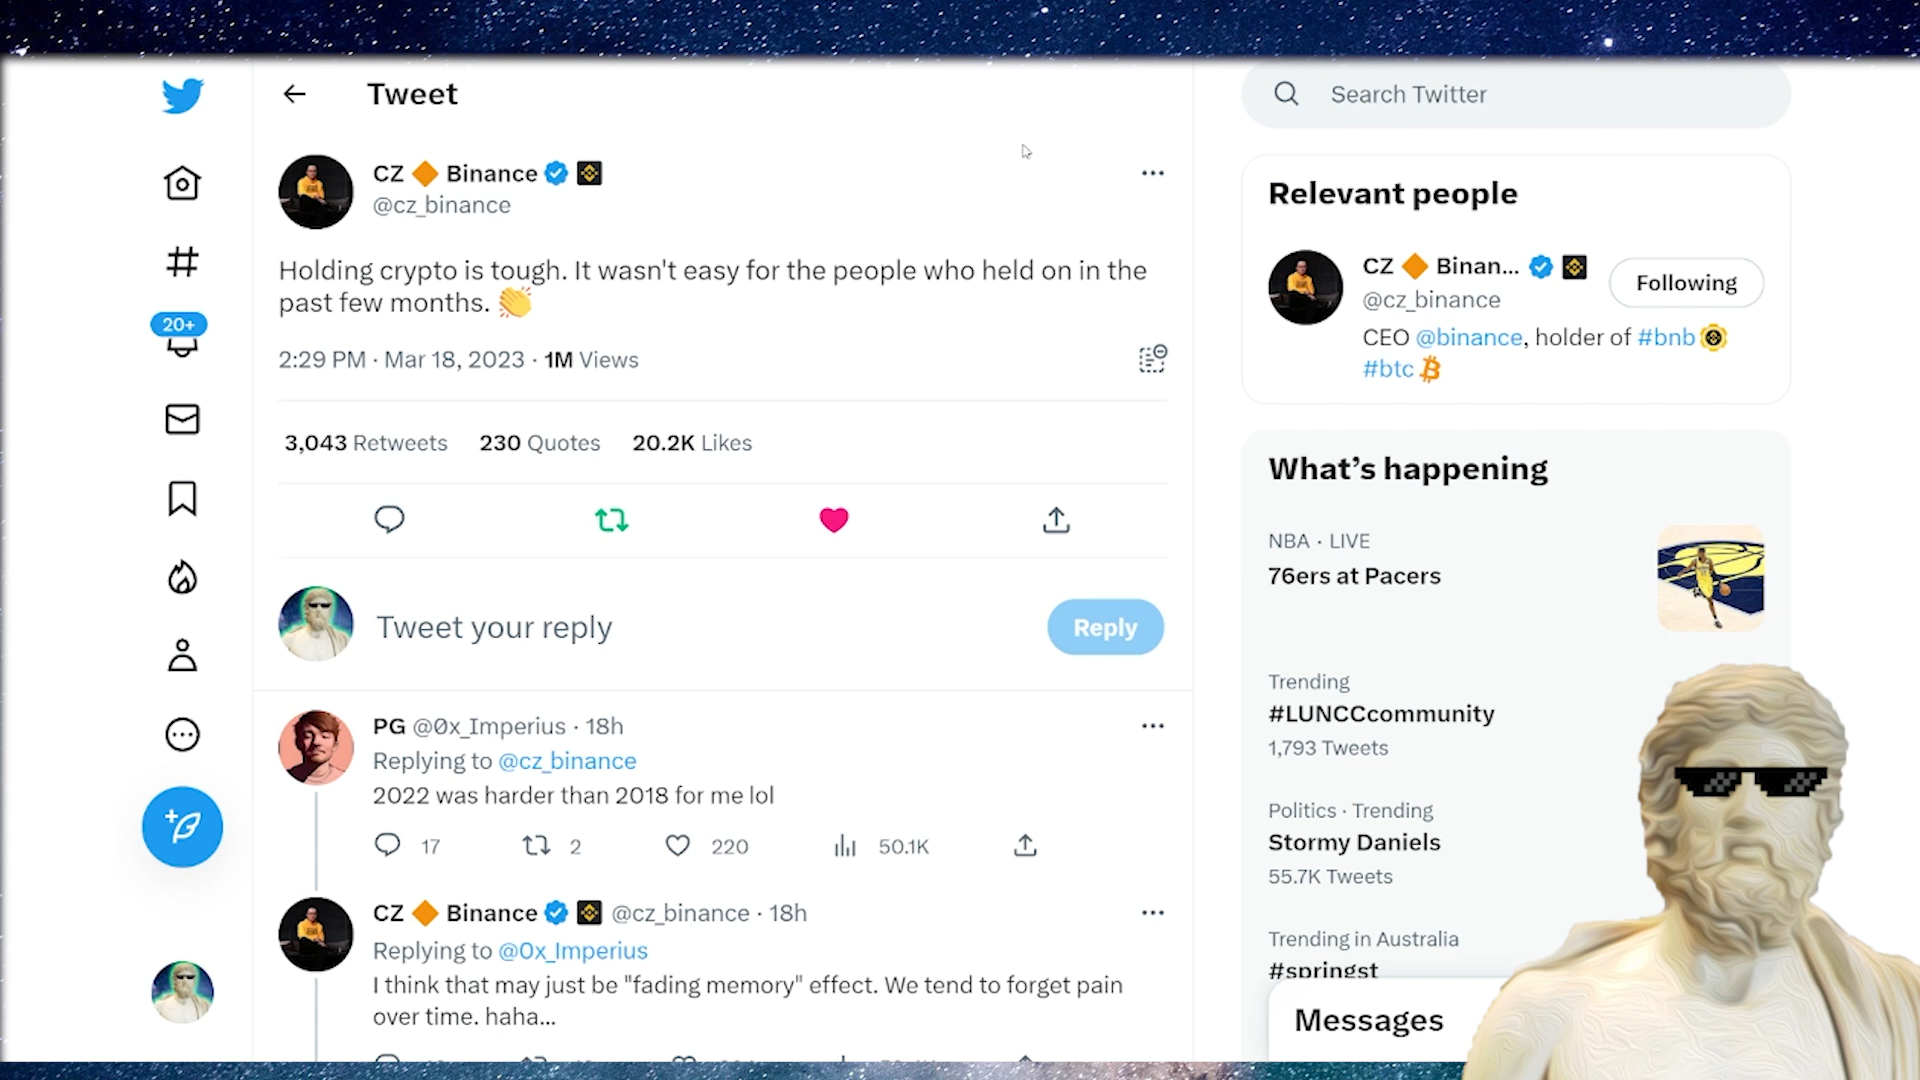 Tweet
CZ 🔶 Binance
@cz_binance
Holding crypto is tough. It wasn't easy for the people who held on in the
past few months. 👏
2:29 PM · Mar 18, 2023 · 1M Views
3,043 Retweets 230 Quotes 20.2K Likes
Tweet your reply
Reply
PG @0x_Imperius · 18h
Replying to @cz_binance
2022 was harder than 2018 for me lol
17 2 220 50.1K
CZ 🔶 Binance @cz_binance · 18h
Replying to @0x_Imperius
I think that may just be "fading memory" effect. We tend to forget pain
over time. haha...
20+
Search Twitter
Relevant people
CZ 🔶 Binan...
@cz_binance
Following
CEO @binance, holder of #bnb
#btc
What's happening
NBA · LIVE
76ers at Pacers
Trending
#LUNCCcommunity
1,793 Tweets
Politics · Trending
Stormy Daniels
55.7K Tweets
Trending in Australia
#springst
Messages